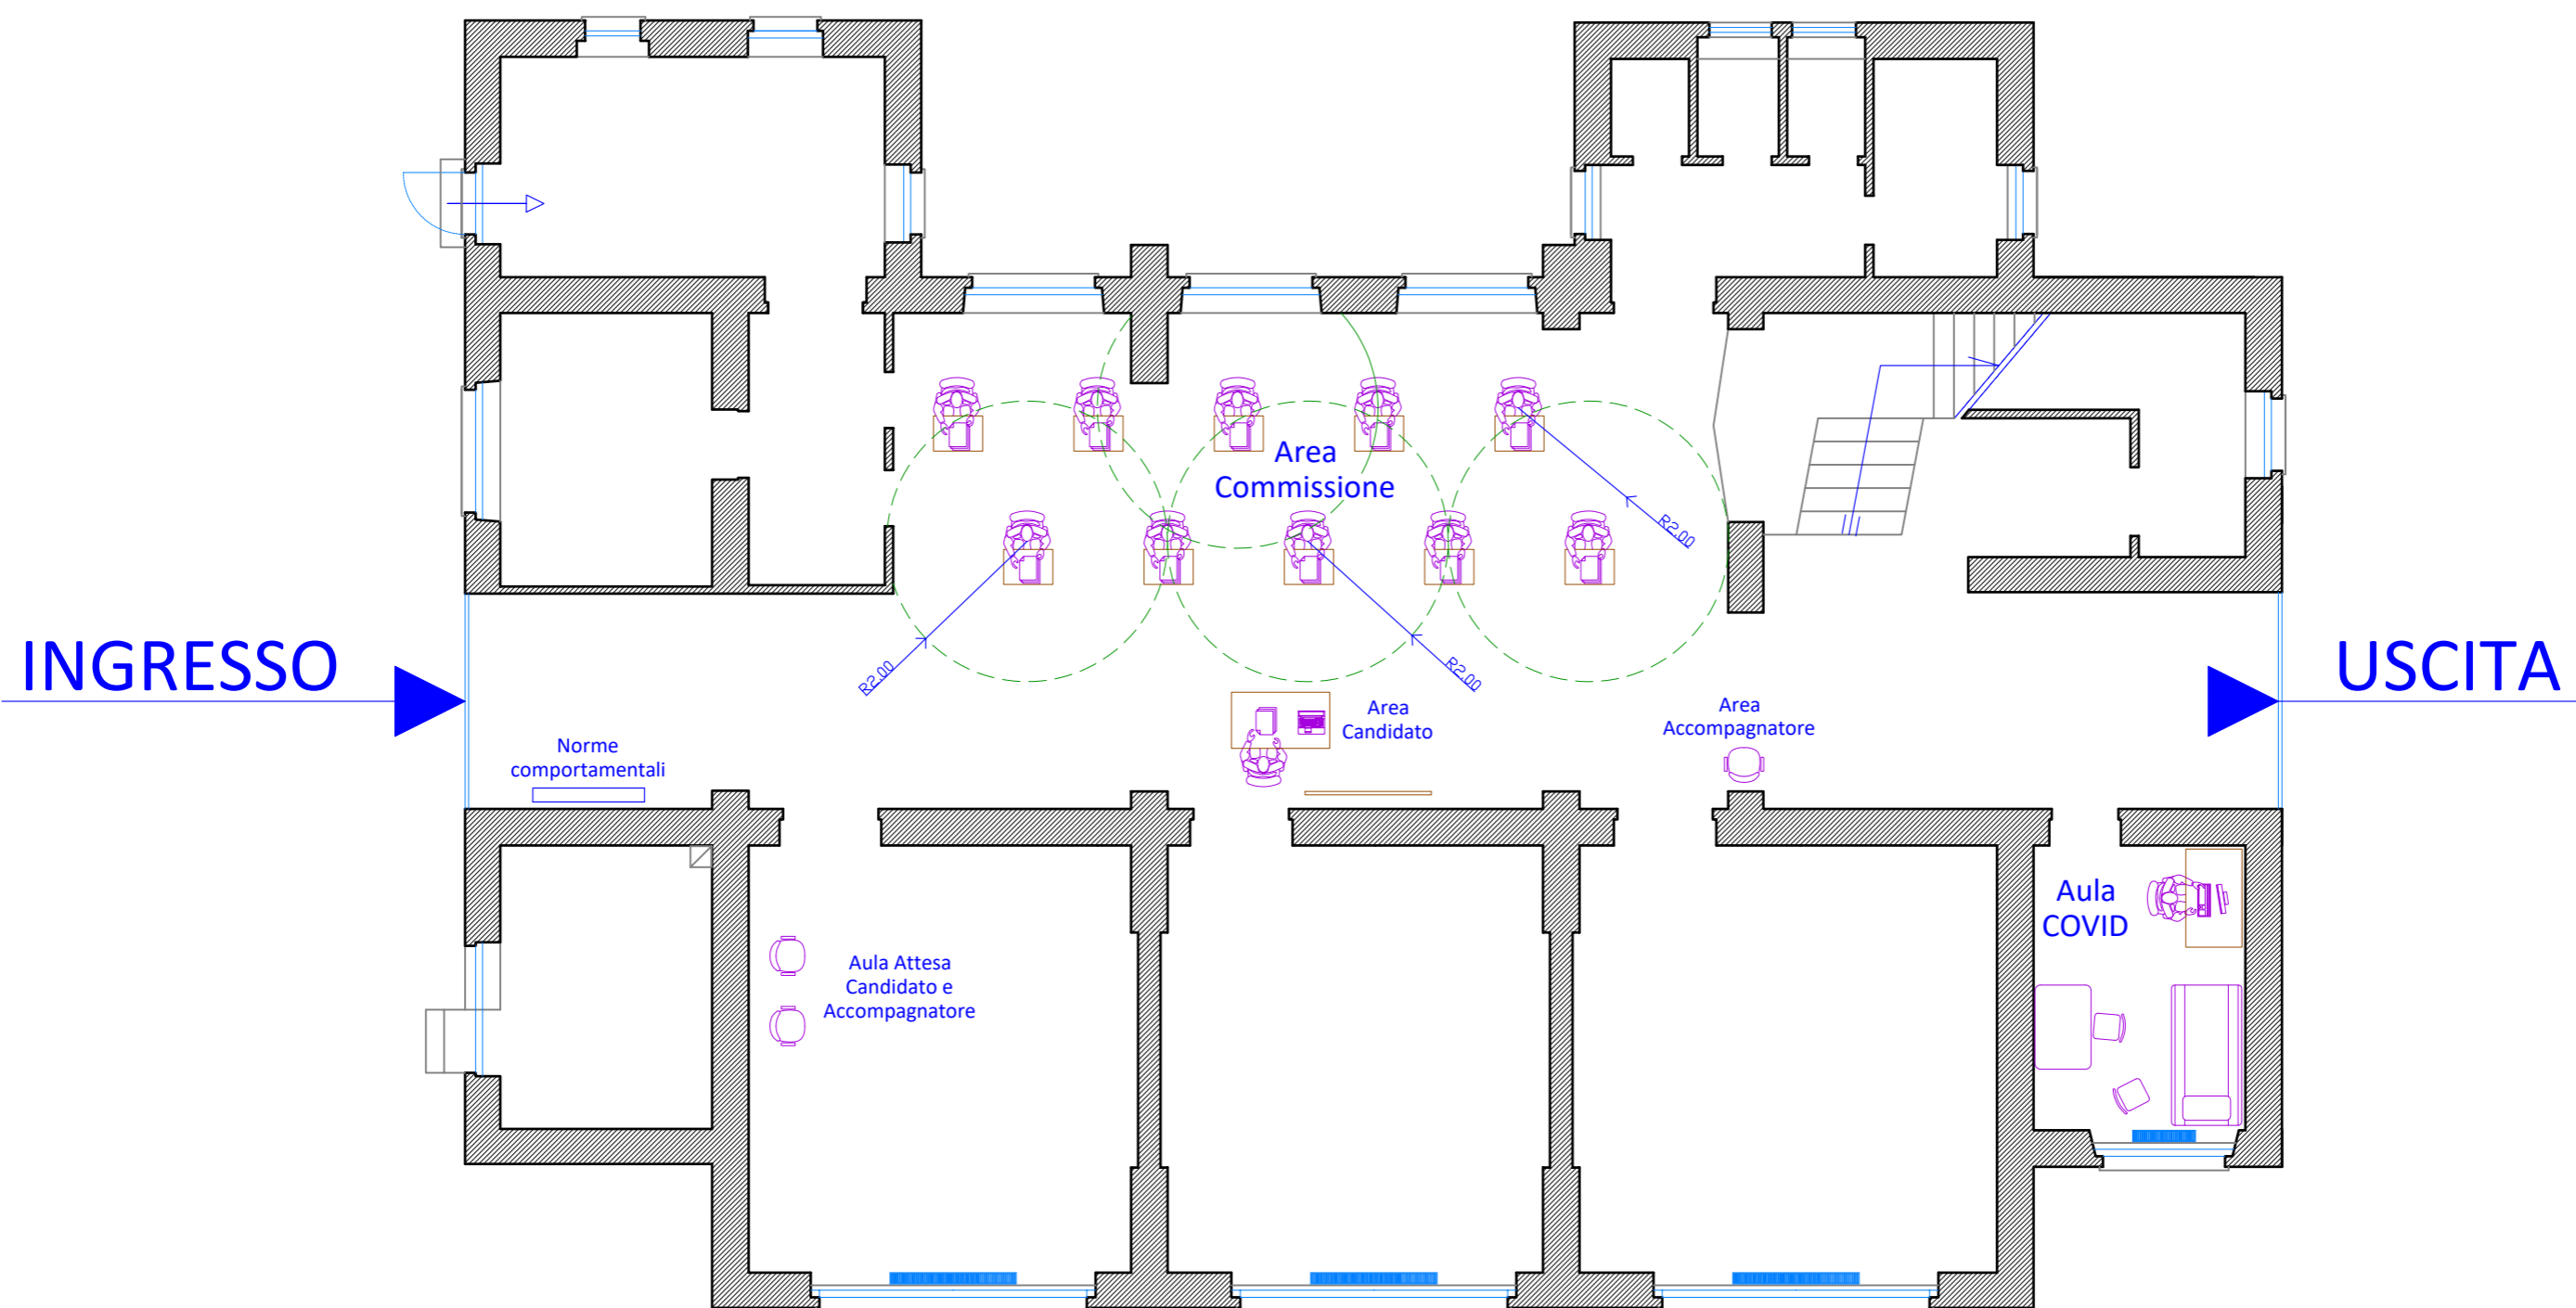 Area
Commissione
R2.00
INGRESSO
USCITA
R2.00
R2.00
Area
Candidato
Area
Accompagnatore
Norme
comportamentali
Aula
COVID
Aula Attesa
Candidato e
Accompagnatore